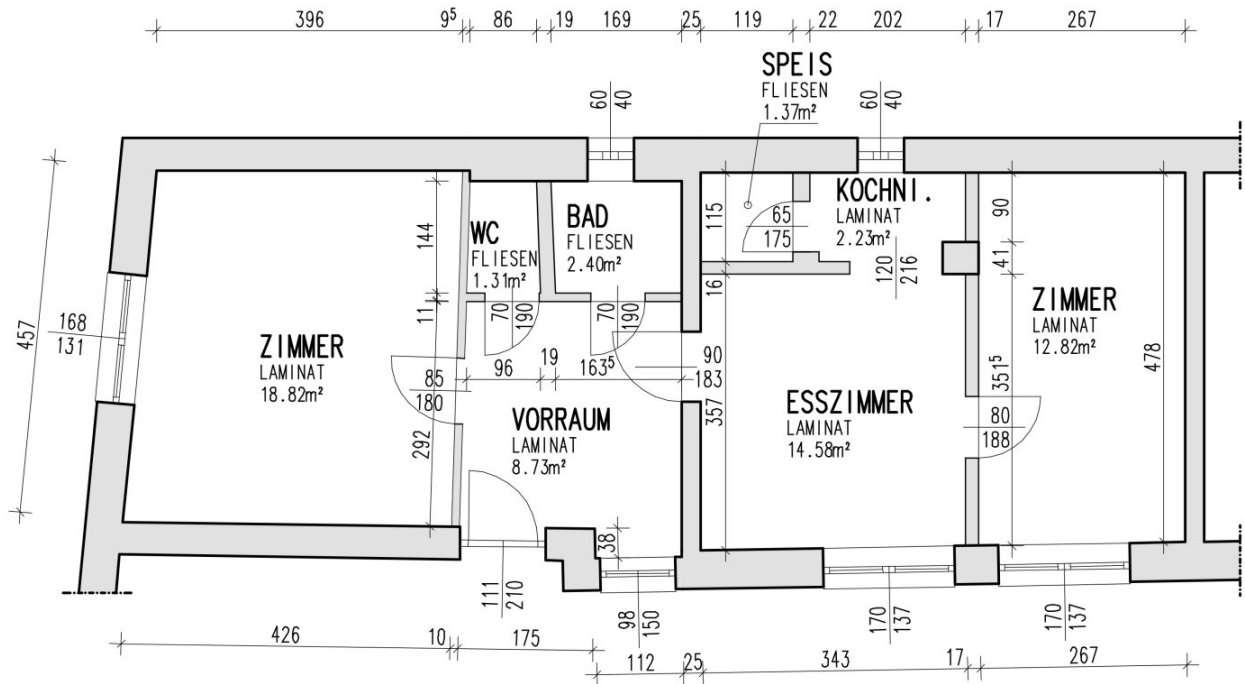 396 9⁵ 86 19 169 25 119 22 202 17 267
SPEIS
FLIESEN
1.37m²
60
40
60
40
KOCHNI.
LAMINAT
2.23m²
WC
FLIESEN
1.31m²
BAD
FLIESEN
2.40m²
144
11
115
16
65
175
120
216
90
41
457
168
131
ZIMMER
LAMINAT
18.82m²
70
190
70
190
ZIMMER
LAMINAT
12.82m²
478
96 19 163⁵
85
180
90
183
357
351⁵
292
VORRAUM
LAMINAT
8.73m²
ESSZIMMER
LAMINAT
14.58m²
80
188
38
111
210
98
150
170
137
170
137
426 10 175
112 25 343 17 267